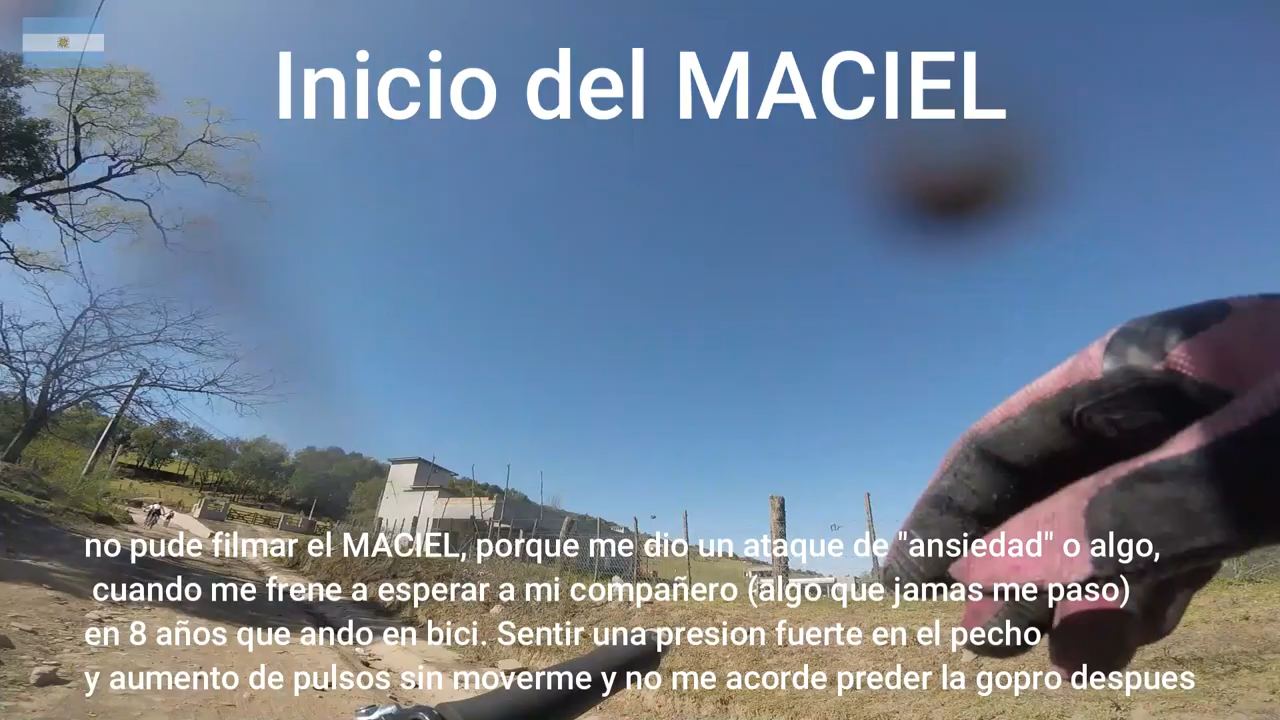 Inicio del MACIEL
no pude filmar el MACIEL, porque me dio un ataque de "ansiedad" o algo,
cuando me frene a esperar a mi compañero (algo que jamas me paso)
en 8 años que ando en bici. Sentir una presion fuerte en el pecho
y aumento de pulsos sin moverme y no me acorde preder la gopro despues